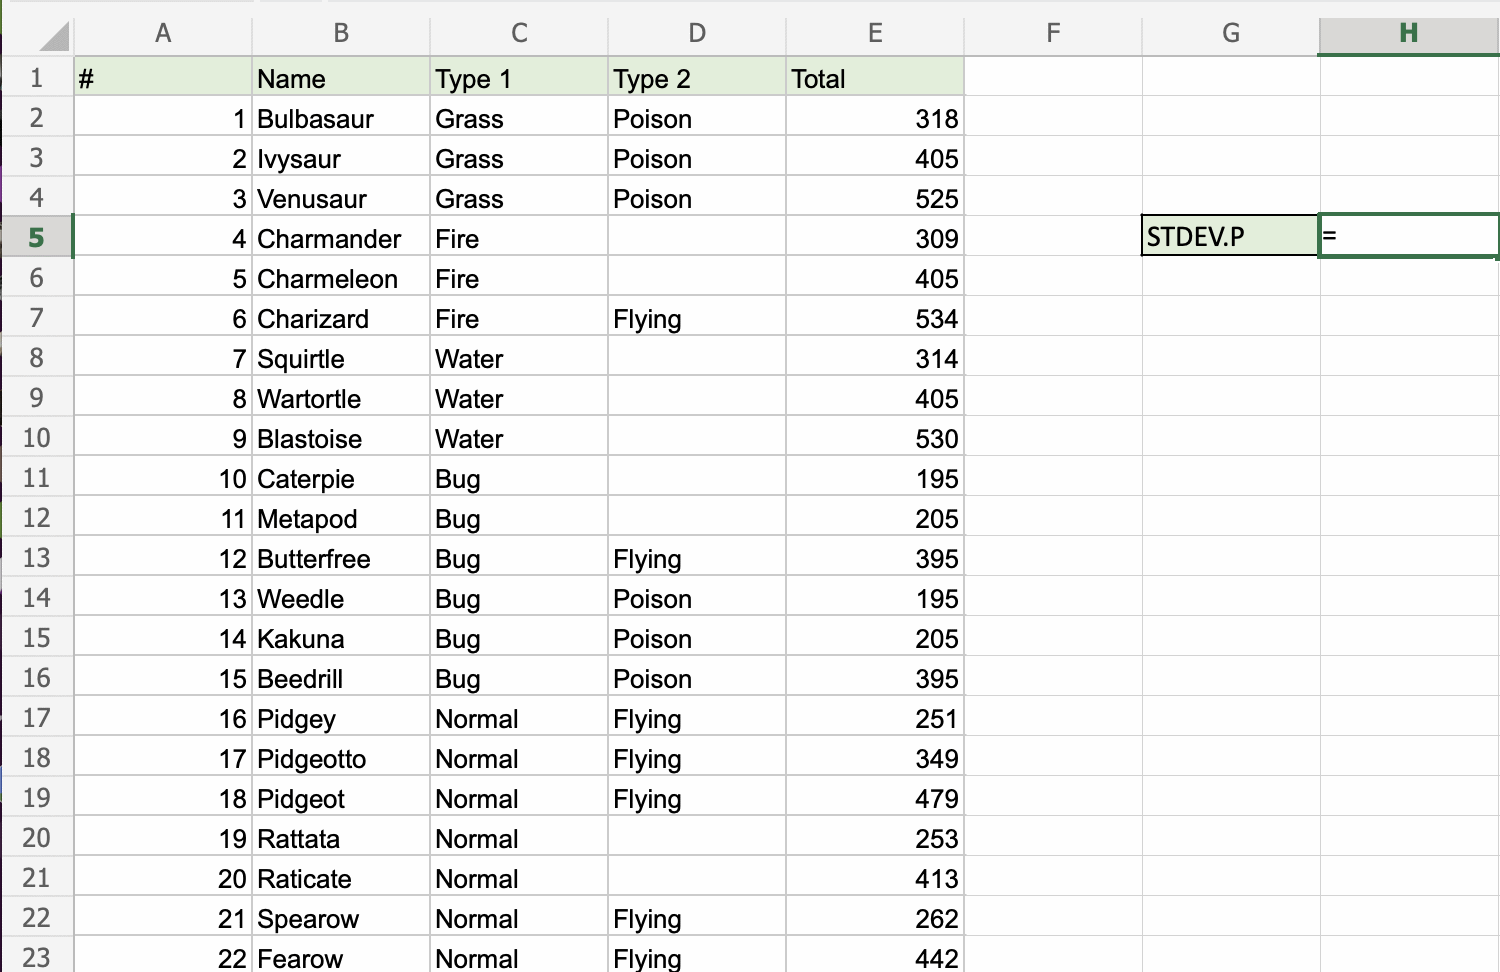 A B C D E F G H
1 # Name Type 1 Type 2 Total
2 1 Bulbasaur Grass Poison 318
3 2 Ivysaur Grass Poison 405
4 3 Venusaur Grass Poison 525
5 4 Charmander Fire 309 STDEV.P =
6 5 Charmeleon Fire 405
7 6 Charizard Fire Flying 534
8 7 Squirtle Water 314
9 8 Wartortle Water 405
10 9 Blastoise Water 530
11 10 Caterpie Bug 195
12 11 Metapod Bug 205
13 12 Butterfree Bug Flying 395
14 13 Weedle Bug Poison 195
15 14 Kakuna Bug Poison 205
16 15 Beedrill Bug Poison 395
17 16 Pidgey Normal Flying 251
18 17 Pidgeotto Normal Flying 349
19 18 Pidgeot Normal Flying 479
20 19 Rattata Normal 253
21 20 Raticate Normal 413
22 21 Spearow Normal Flying 262
23 22 Fearow Normal Flying 442